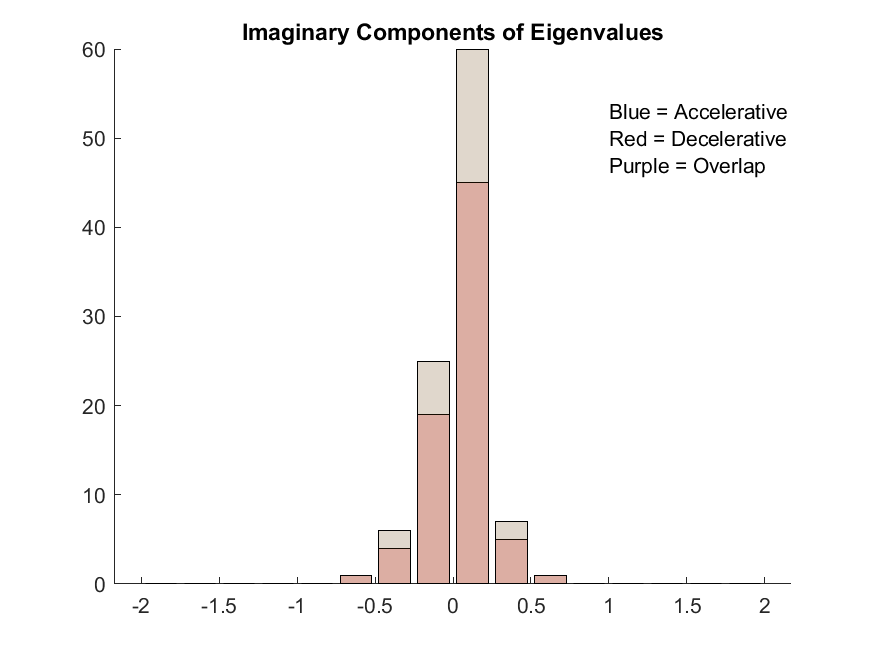 Imaginary Components of Eigenvalues
60
50
40
30
20
10
0
Blue = Accelerative
Red = Decelerative
Purple = Overlap
-2 -1.5 -1 -0.5 0 0.5 1 1.5 2